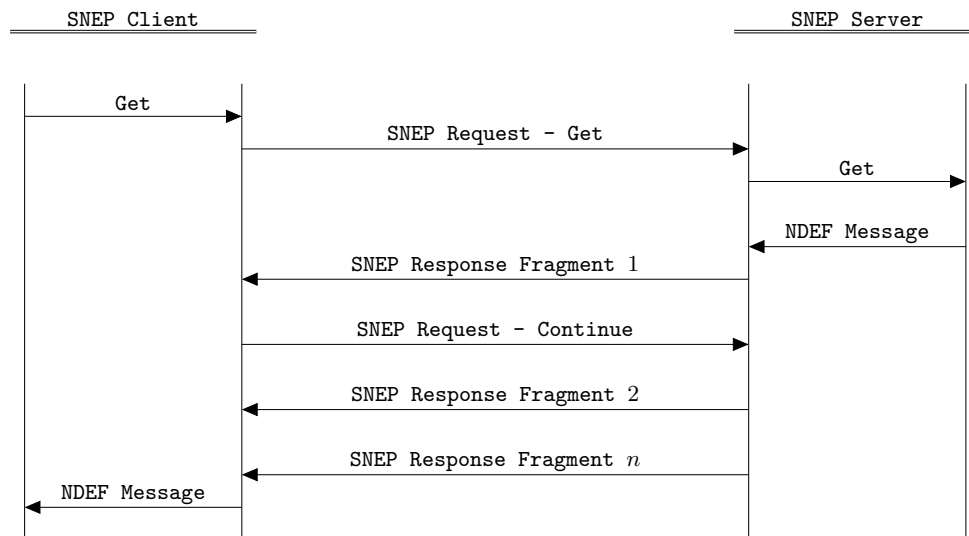 SNEP Client
SNEP Server
Get
SNEP Request - Get
Get
NDEF Message
SNEP Response Fragment 1
SNEP Request - Continue
SNEP Response Fragment 2
SNEP Response Fragment n
NDEF Message